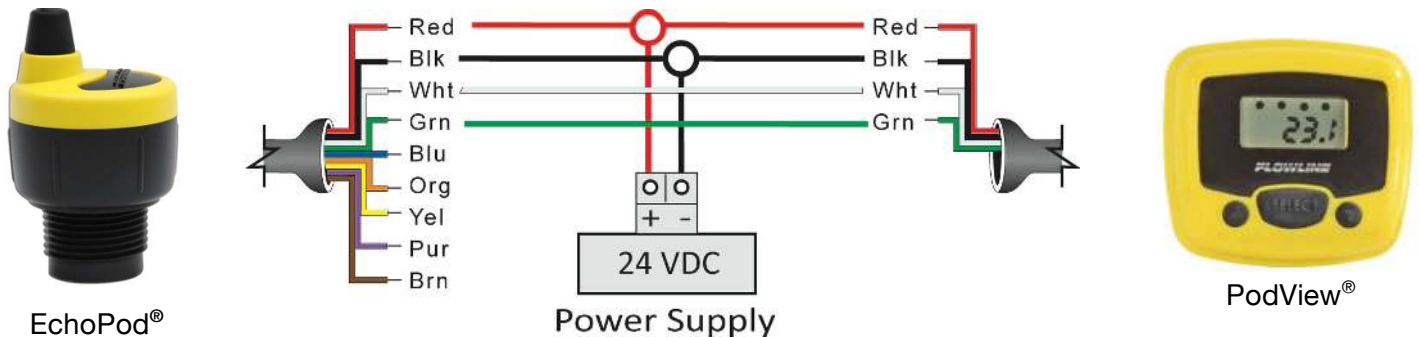 Red
Blk
Wht
Grn
Blu
Org
Yel
Pur
Brn
Red
Blk
Wht
Grn
+ -
24 VDC
Power Supply
EchoPod®
23.1
FLOWLINE
SELECT
PodView®